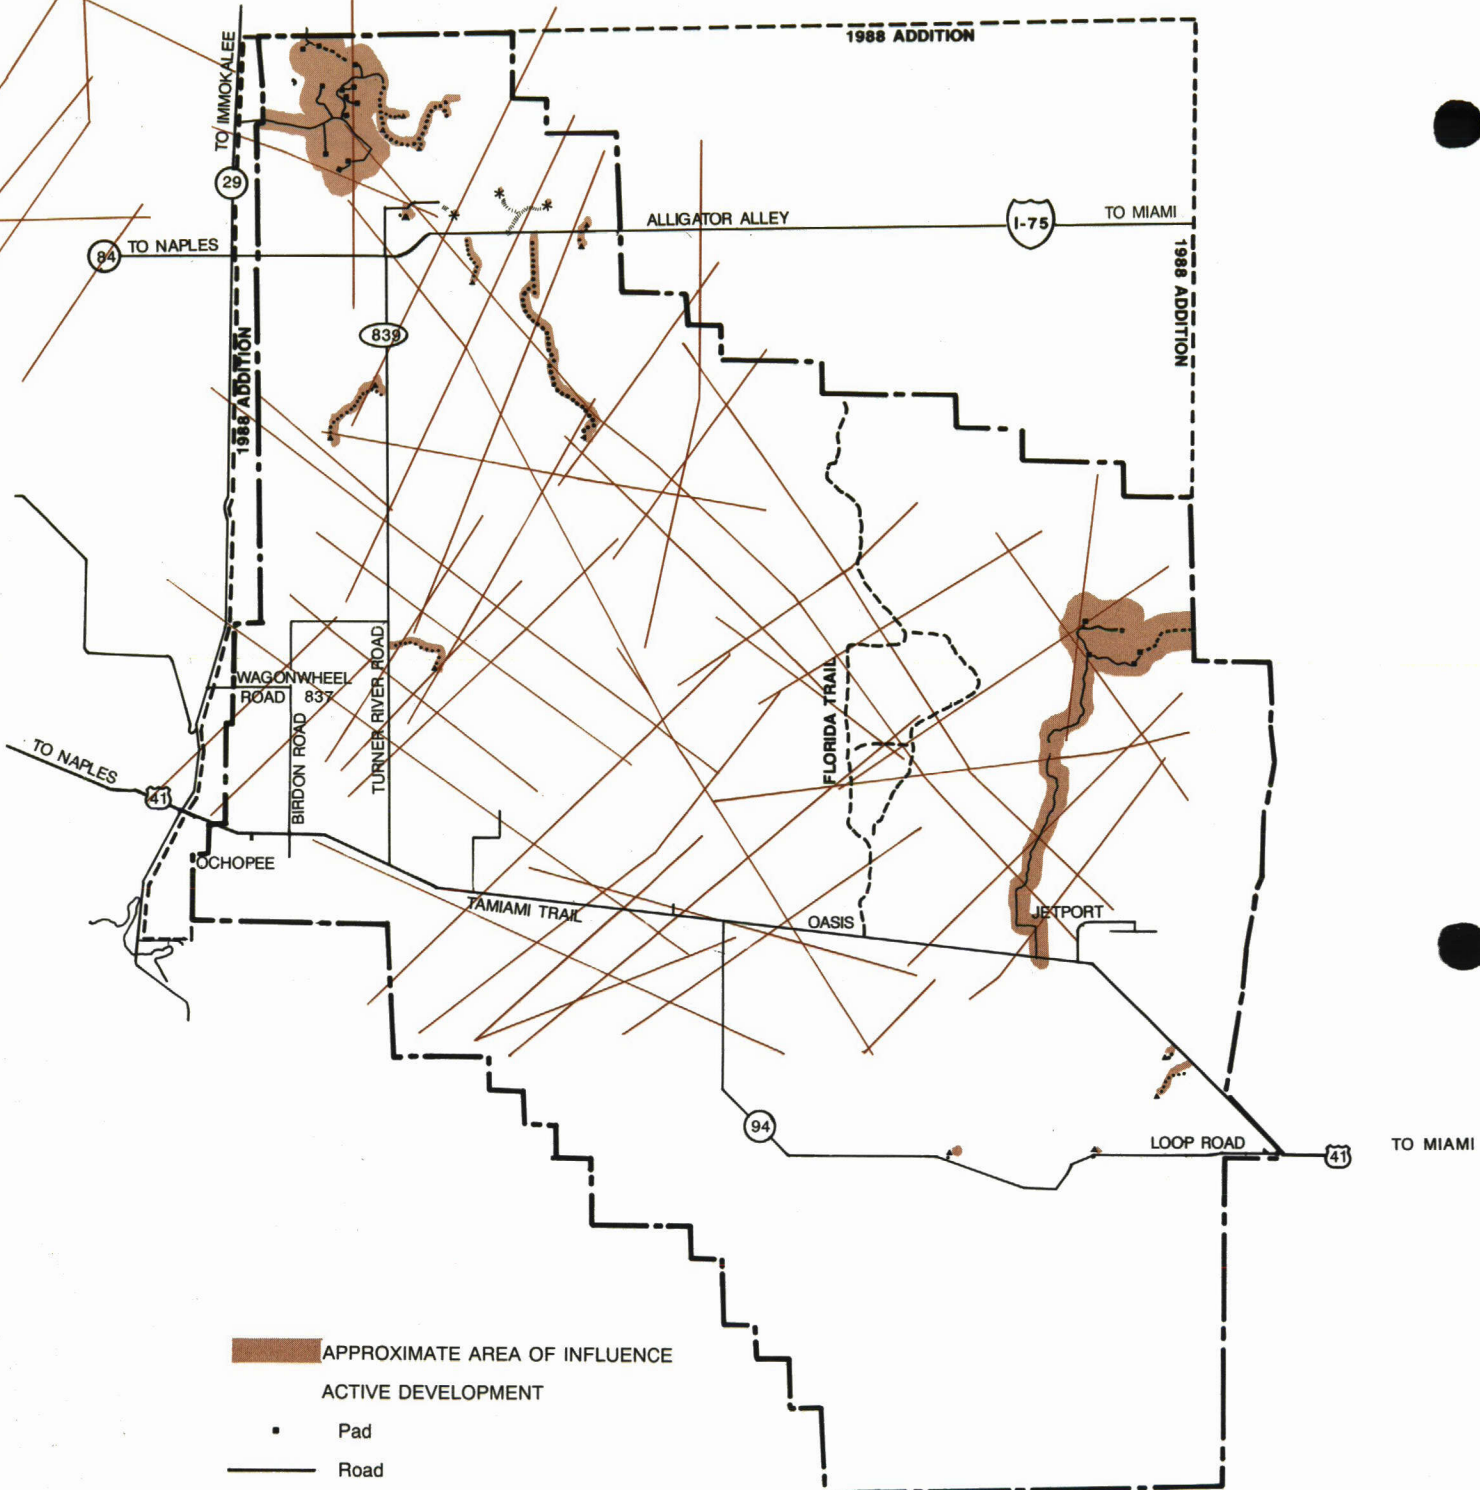 1988 ADDITION
TO IMMOKALEE
29
ALLIGATOR ALLEY
I-75
TO MIAMI
84
TO NAPLES
1988 ADDITION
839
1988 ADDITION
WAGONWHEEL
ROAD 837
TURNER RIVER ROAD
BIRDON ROAD
FLORIDA TRAIL
TO NAPLES
41
OCHOPEE
TAMIAMI TRAIL
OASIS
JETPORT
94
LOOP ROAD
41
TO MIAMI
APPROXIMATE AREA OF INFLUENCE
ACTIVE DEVELOPMENT
Pad
Road